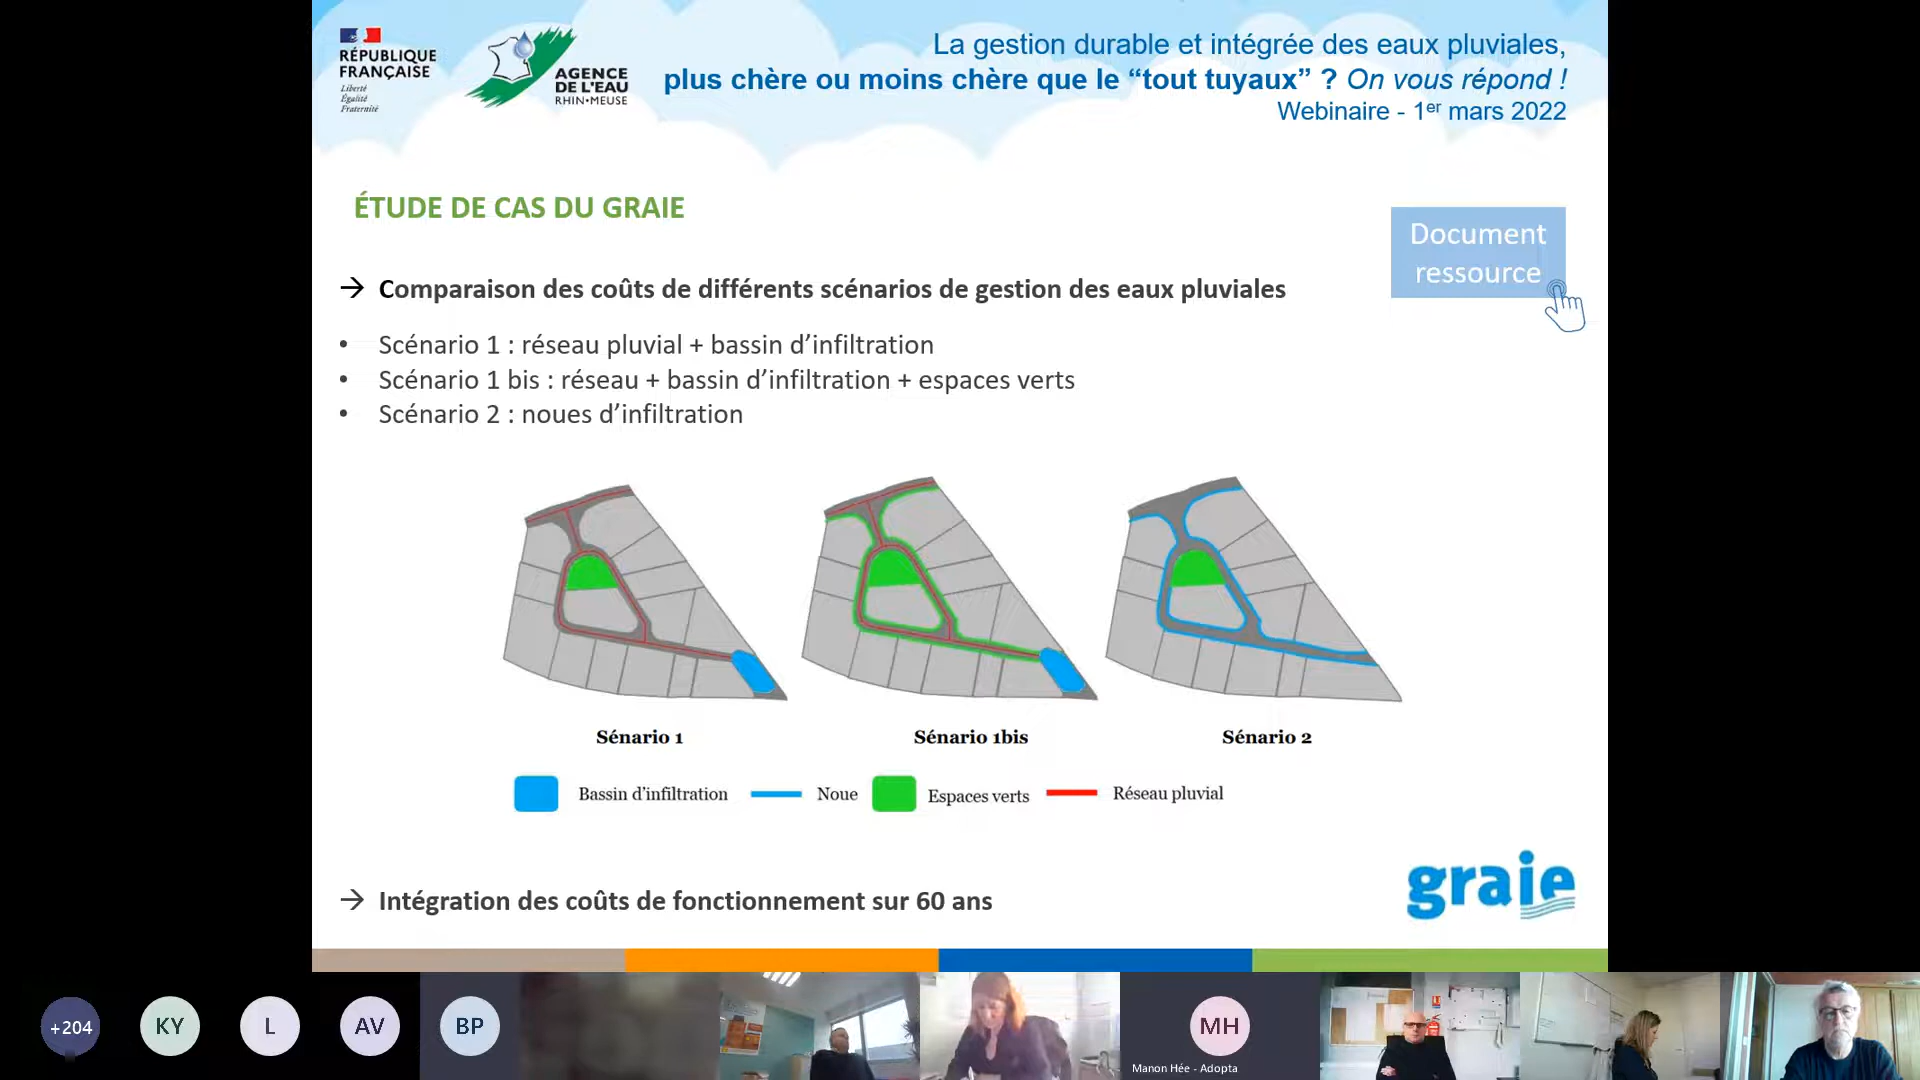 RÉPUBLIQUE
FRANÇAISE
Liberté
Égalité
Fraternité
AGENCE
DE L'EAU
RHIN•MEUSE
La gestion durable et intégrée des eaux pluviales,
plus chère ou moins chère que le “tout tuyaux” ? On vous répond !
Webinaire - 1er mars 2022
ÉTUDE DE CAS DU GRAIE
Document
ressource
→ Comparaison des coûts de différents scénarios de gestion des eaux pluviales
• Scénario 1 : réseau pluvial + bassin d’infiltration
• Scénario 1 bis : réseau + bassin d’infiltration + espaces verts
• Scénario 2 : noues d’infiltration
Sénario 1 Sénario 1bis Sénario 2
Bassin d’infiltration Noue Espaces verts Réseau pluvial
→ Intégration des coûts de fonctionnement sur 60 ans
graie
+204 KY L AV BP MH
Manon Hée - Adopta